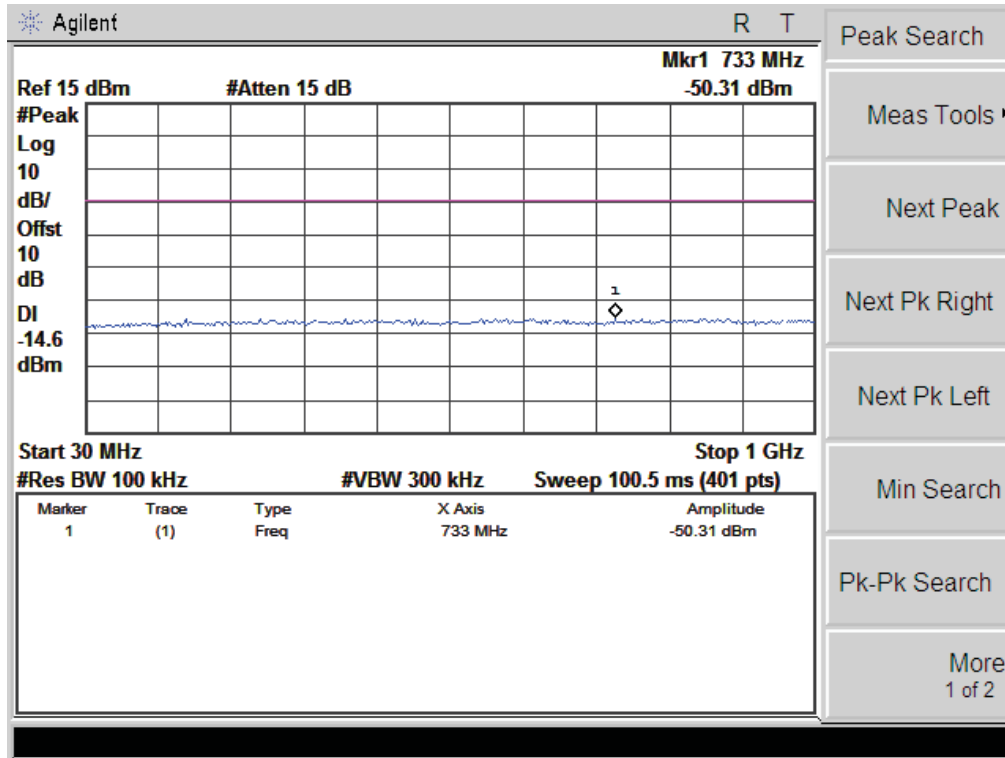 Agilent R T
Mkr1 733 MHz
Ref 15 dBm #Atten 15 dB -50.31 dBm
#Peak
Log
10
dB/
Offst
10
dB
DI
-14.6
dBm
1
Start 30 MHz Stop 1 GHz
#Res BW 100 kHz #VBW 300 kHz Sweep 100.5 ms (401 pts)
Marker Trace Type X Axis Amplitude
1 (1) Freq 733 MHz -50.31 dBm
Peak Search
Meas Tools
Next Peak
Next Pk Right
Next Pk Left
Min Search
Pk-Pk Search
More
1 of 2